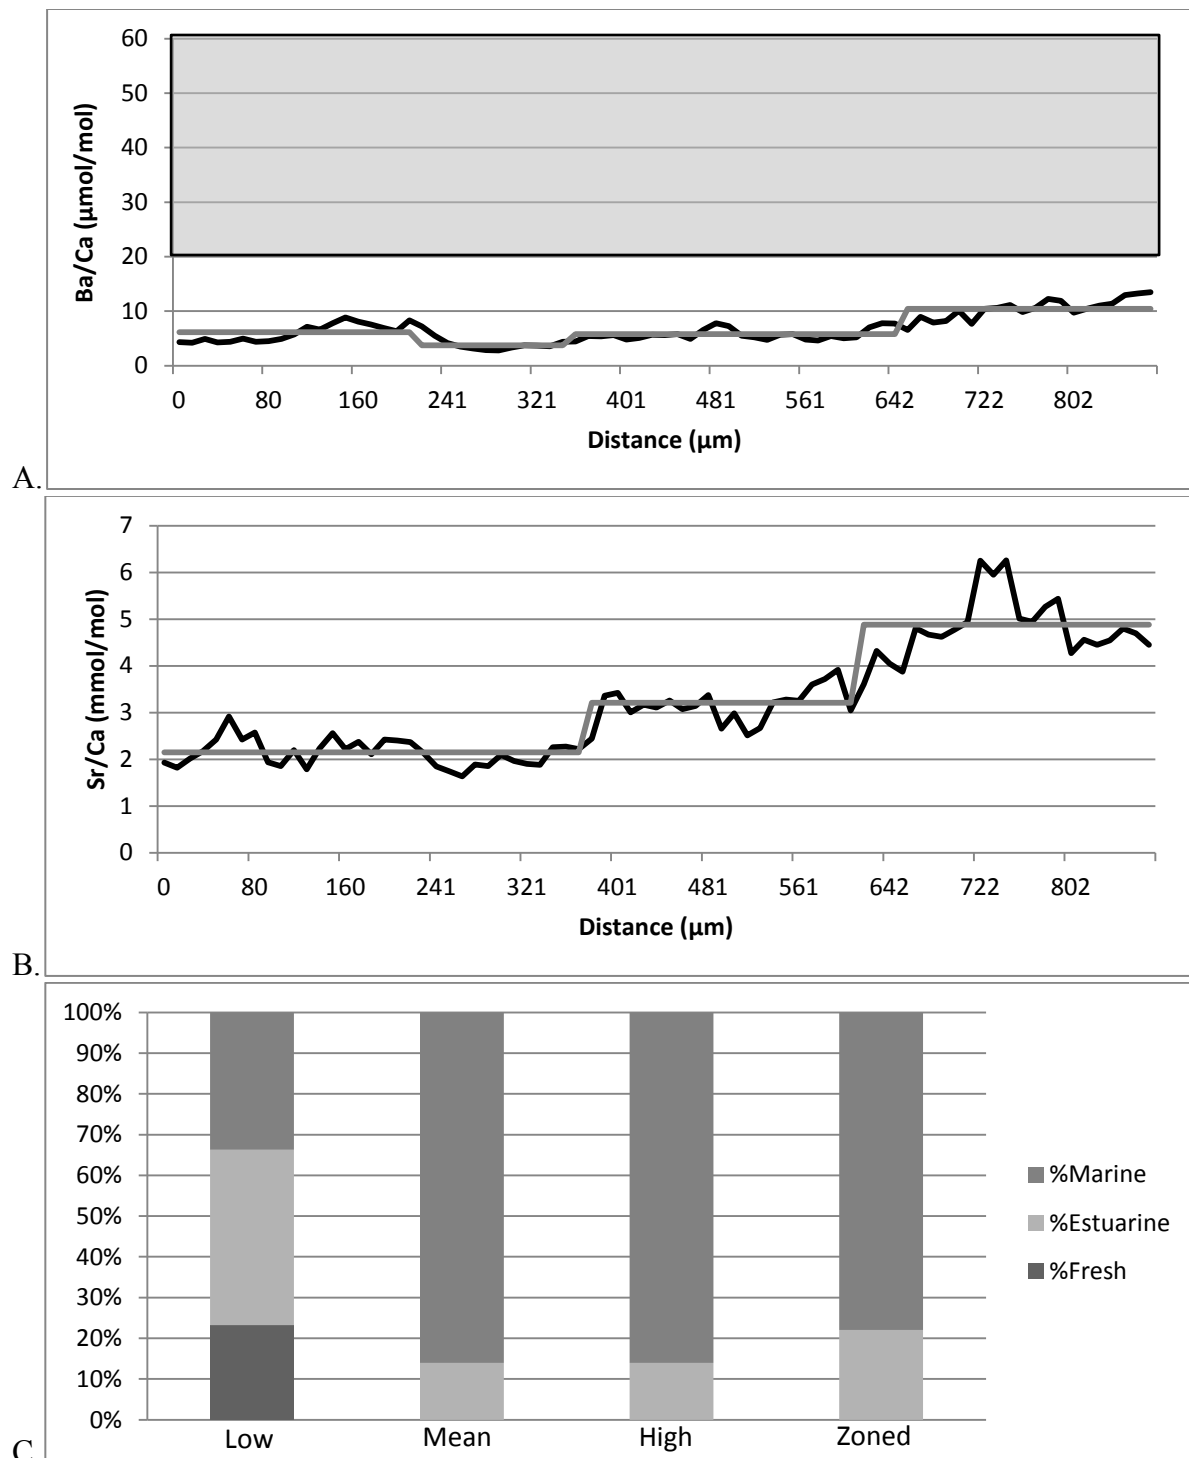 60
50
40
30
20
10
0
Ba/Ca (µmol/mol)
0 80 160 241 321 401 481 561 642 722 802
Distance (µm)
A.
7
6
5
4
3
2
1
0
Sr/Ca (mmol/mol)
0 80 160 241 321 401 481 561 642 722 802
Distance (µm)
B.
100%
90%
80%
70%
60%
50%
40%
30%
20%
10%
0%
Low Mean High Zoned
%Marine
%Estuarine
%Fresh
C